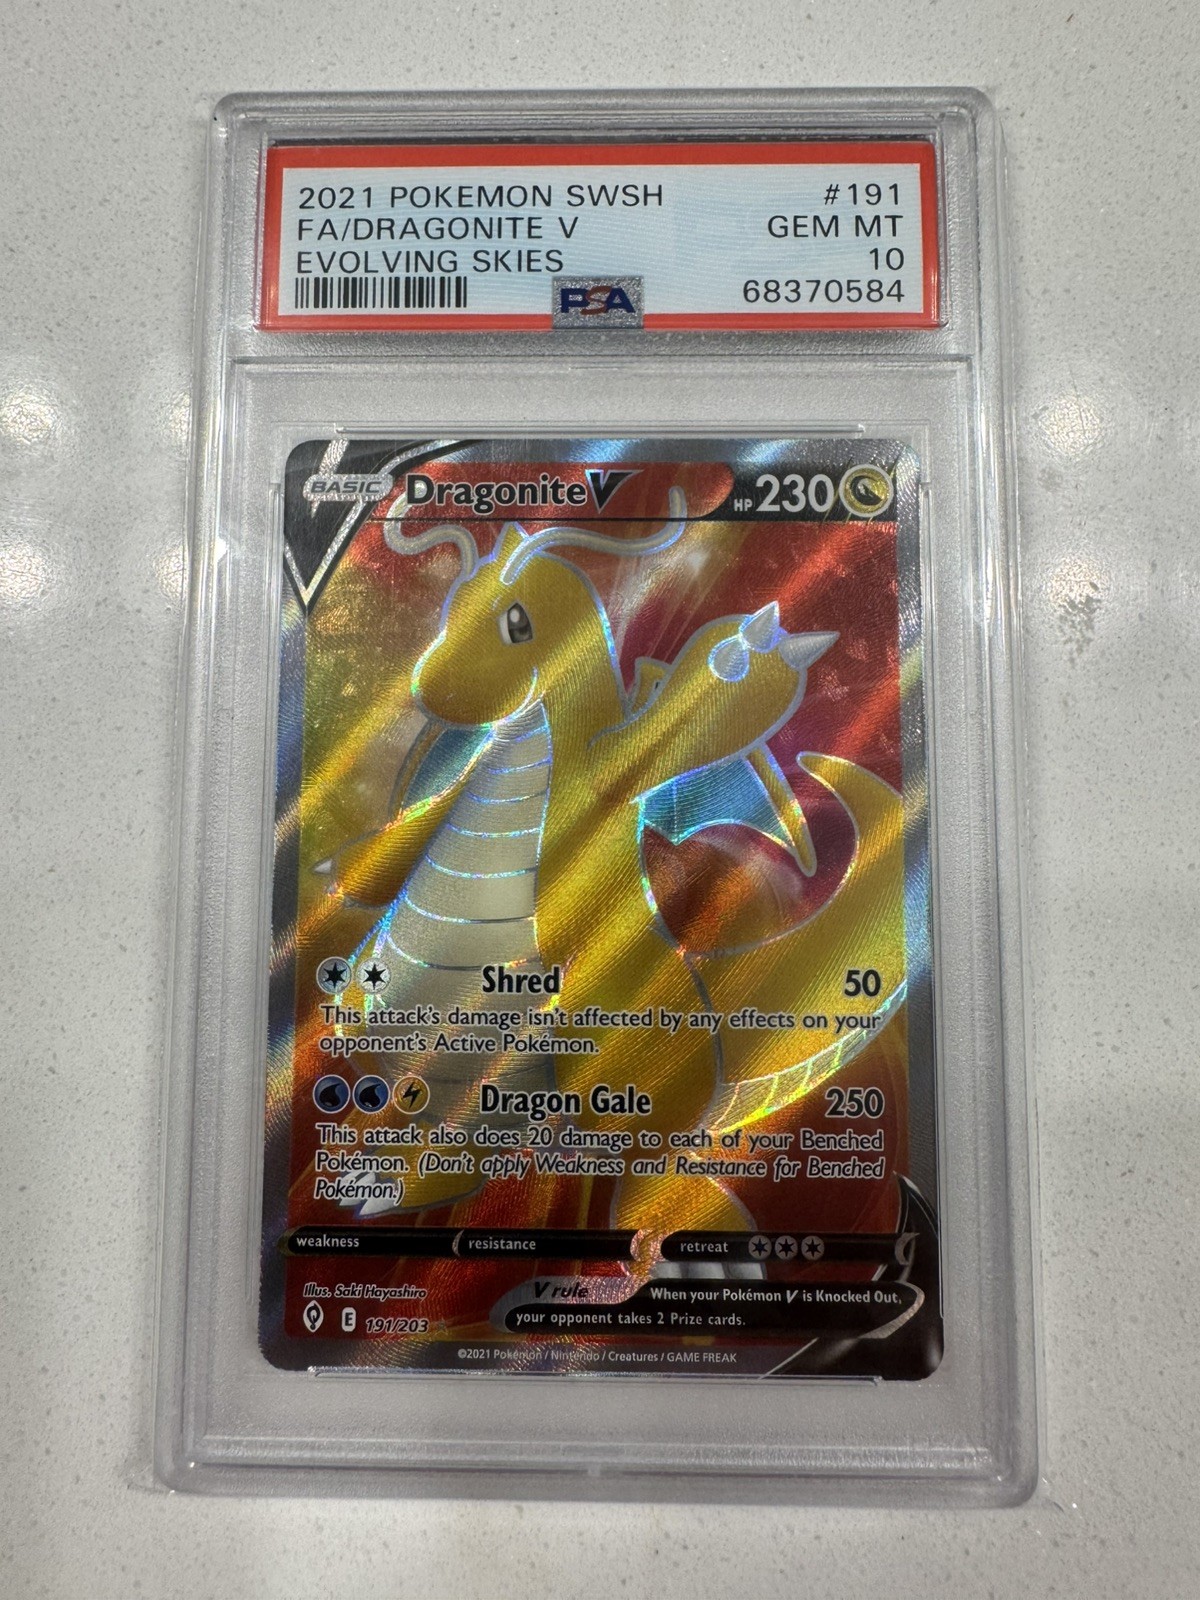 2021 POKEMON SWSH #191
FA/DRAGONITE V GEM MT
EVOLVING SKIES 10
PSA 68370584
BASIC Dragonite V HP 230
Shred 50
This attack's damage isn't affected by any effects on your
opponent's Active Pokémon.
Dragon Gale 250
This attack also does 20 damage to each of your Benched
Pokémon. (Don't apply Weakness and Resistance for Benched
Pokémon.)
weakness resistance retreat
Illus. Saki Hayashiro
V rule When your Pokémon V is Knocked Out,
your opponent takes 2 Prize cards.
E 191/203
©2021 Pokémon / Nintendo / Creatures / GAME FREAK